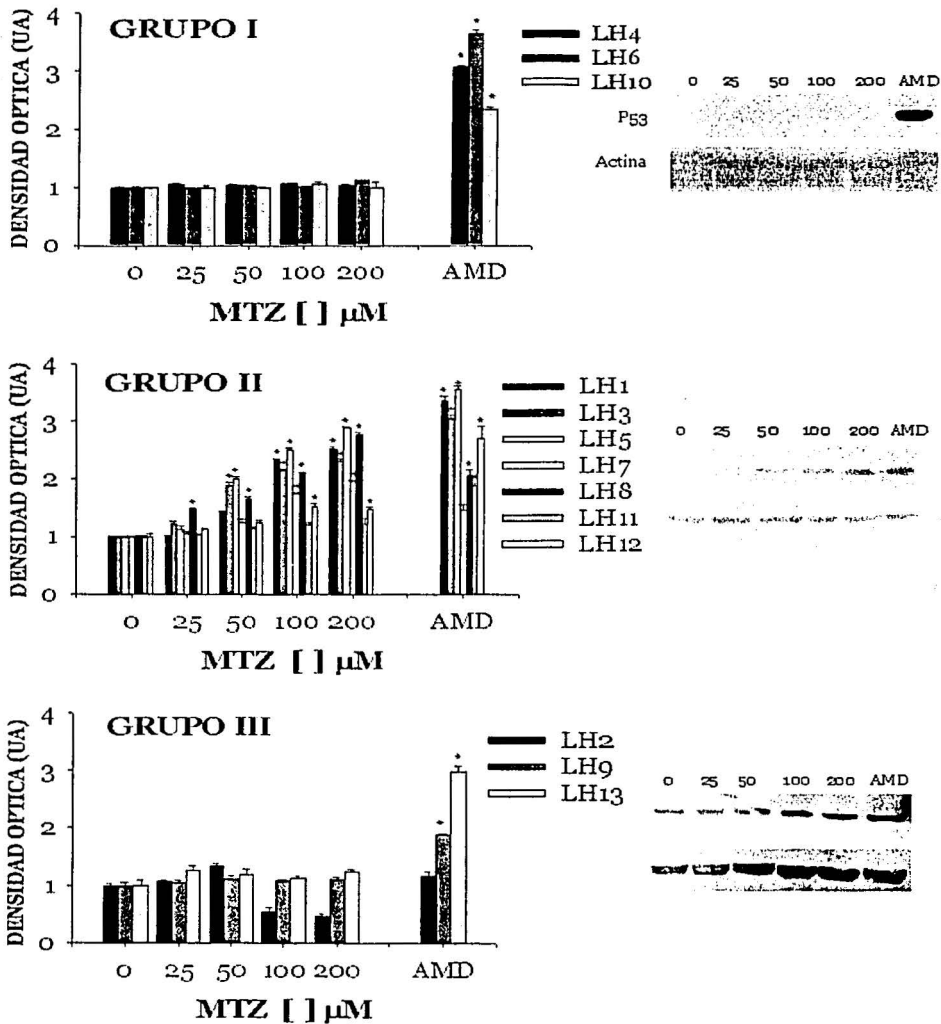 GRUPO I
DENSIDAD OPTICA (UA)
4
3
2
1
0
0 25 50 100 200 AMD
MTZ [ ] µM
LH4
LH6
LH10
0 25 50 100 200 AMD
P53
Actina
GRUPO II
DENSIDAD OPTICA (UA)
4
3
2
1
0
0 25 50 100 200 AMD
MTZ [ ] µM
LH1
LH3
LH5
LH7
LH8
LH11
LH12
0 25 50 100 200 AMD
GRUPO III
DENSIDAD OPTICA (UA)
4
3
2
1
0
0 25 50 100 200 AMD
MTZ [ ] µM
LH2
LH9
LH13
0 25 50 100 200 AMD